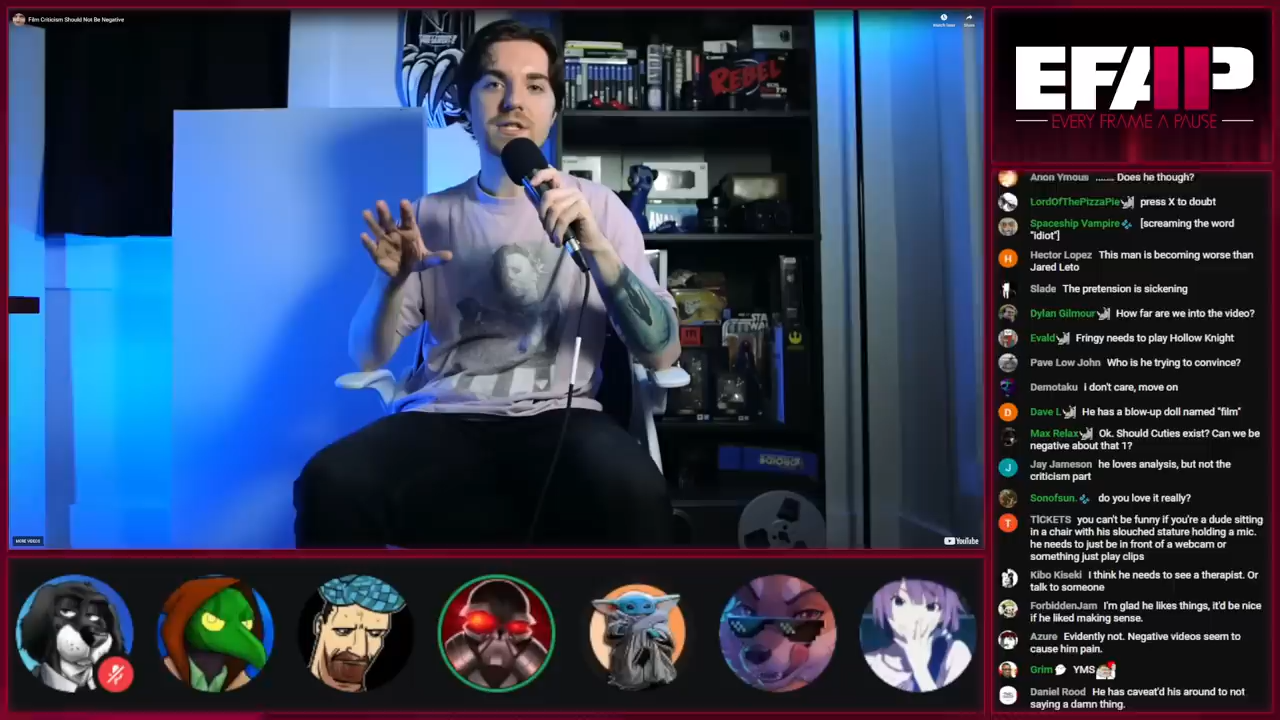 Film Criticism Should Not Be Negative
Watch later
Share
Canon
REBEL
STAR
MORE VIDEOS
YouTube
EFAP
EVERY FRAME A PAUSE
Anon Ymous ....... Does he though?
LordOfThePizzaPie press X to doubt
Spaceship Vampire [screaming the word
"idiot"]
H
Hector Lopez This man is becoming worse than
Jared Leto
Slade The pretension is sickening
Dylan Gilmour How far are we into the video?
Evald Fringy needs to play Hollow Knight
Pave Low John Who is he trying to convince?
Demotaku i don't care, move on
D
Dave L He has a blow-up doll named "film"
Max Relax Ok. Should Cuties exist? Can we be
negative about that 1?
J
Jay Jameson he loves analysis, but not the
criticism part
Sonofsun. do you love it really?
T
TICKETS you can't be funny if you're a dude sitting
in a chair with his slouched stature holding a mic.
he needs to just be in front of a webcam or
something just play clips
Kibo Kiseki I think he needs to see a therapist. Or
talk to someone
ForbiddenJam I'm glad he likes things, it'd be nice
if he liked making sense.
Azure Evidently not. Negative videos seem to
cause him pain.
Grim YMS
Daniel Rood He has caveat'd his around to not
saying a damn thing.